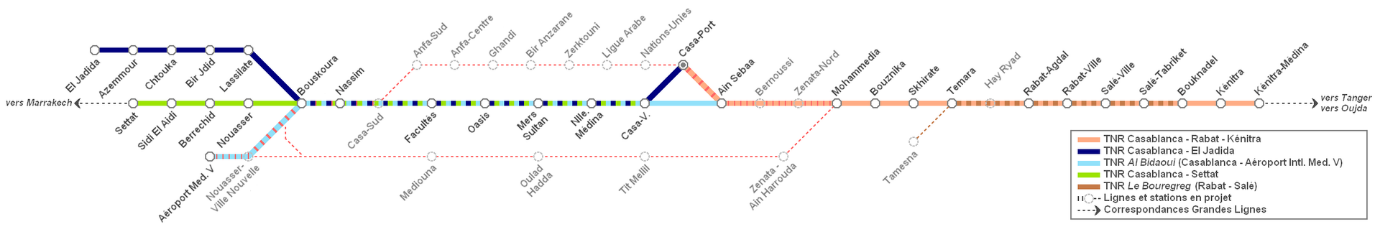 Anfa-Sud
Anfa-Centre
Ghandi
Bir Anzarane
Zerktouni
Ligue Arabe
Nations-Unies
Casa-Port
El Jadida
Azemmour
Chtouka
Bir Jdid
Lassilate
Bouskoura
Naseim
Casa-Sud
Facultés
Oasis
Mers
Sultan
Nlle.
Medina
Casa-V.
Ain Sebaa
Bernoussi
Zenata-Nord
Mohammedia
Bouznika
Skhirate
Temara
Hay Ryad
Rabat-Agdal
Rabat-Ville
Salé-Ville
Salé-Tabriket
Bouknadel
Kénitra
Kénitra-Medina
vers Marrakech
Settat
Sidi El Aidi
Berrechid
Nouasser
vers Tanger
vers Oujda
Aéroport Med. V
Nouasser-
Ville Nouvelle
Mediouna
Oulad
Hadda
Tit Mellil
Zenata -
Ain Harrouda
Tamesna
TNR Casablanca - Rabat - Kénitra
TNR Casablanca - El Jadida
TNR Al Bidaoui (Casablanca - Aéroport Intl. Med. V)
TNR Casablanca - Settat
TNR Le Bouregreg (Rabat - Salé)
Lignes et stations en projet
Correspondances Grandes Lignes